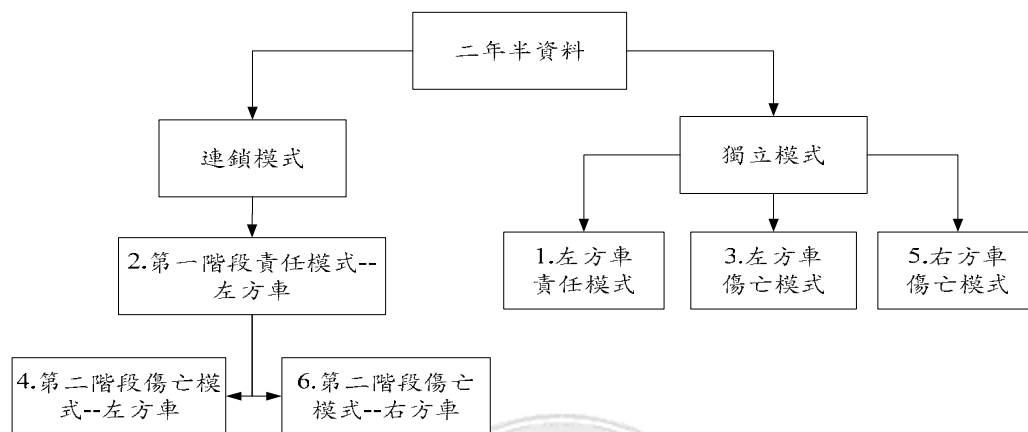 二年半資料
連鎖模式
獨立模式
2.第一階段責任模式--
左方車
1.左方車
責任模式
3.左方車
傷亡模式
5.右方車
傷亡模式
4.第二階段傷亡模
式--左方車
6.第二階段傷亡
模式--右方車